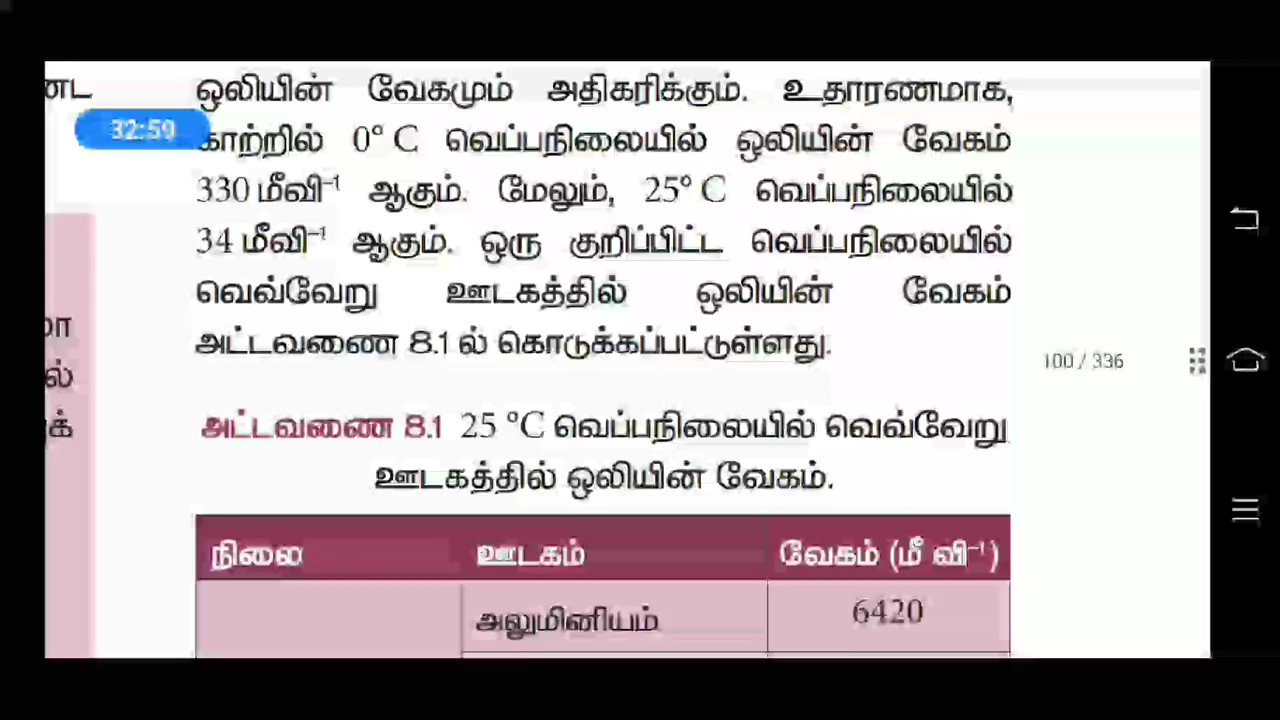 னட
ஒலியின் வேகமும் அதிகரிக்கும். உதாரணமாக,
32:59
காற்றில் 0° C வெப்பநிலையில் ஒலியின் வேகம்
330 மீவி⁻¹ ஆகும். மேலும், 25° C வெப்பநிலையில்
34 மீவி⁻¹ ஆகும். ஒரு குறிப்பிட்ட வெப்பநிலையில்
வெவ்வேறு ஊடகத்தில் ஒலியின் வேகம்
மா
அட்டவணை 8.1 ல் கொடுக்கப்பட்டுள்ளது.
100 / 336
ல்
க்
அட்டவணை 8.1 25 °C வெப்பநிலையில் வெவ்வேறு
ஊடகத்தில் ஒலியின் வேகம்.
நிலை ஊடகம் வேகம் (மீ வி⁻¹)
அலுமினியம் 6420